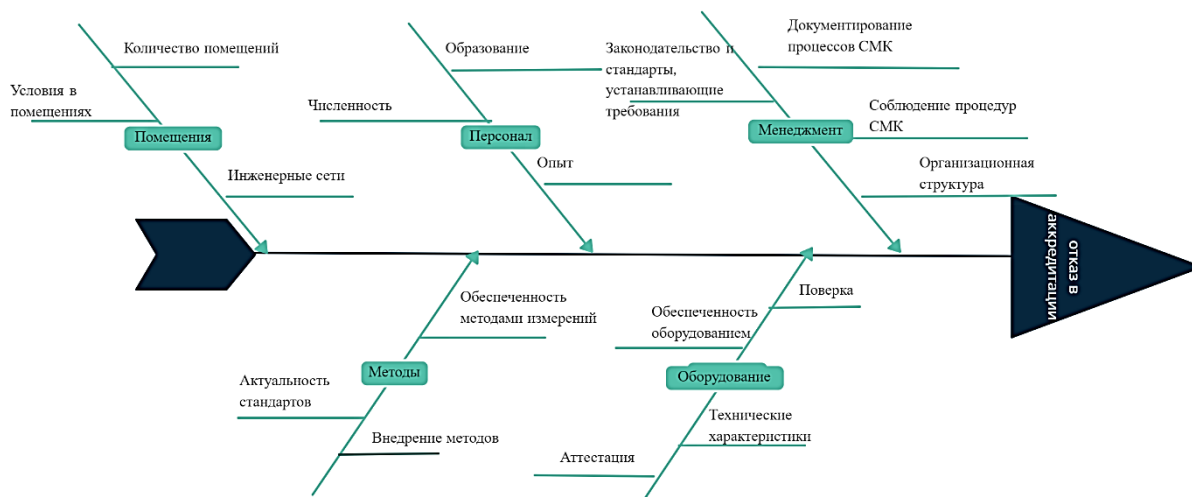 Количество помещений
Условия в
помещениях
Помещения
Инженерные сети
Образование
Численность
Персонал
Опыт
Документирование
процессов СМК
Законодательство и
стандарты,
устанавливающие
требования
Менеджмент
Соблюдение процедур
СМК
Организационная
структура
отказ в
аккредитации
Обеспеченность
методами измерений
Методы
Актуальность
стандартов
Внедрение методов
Поверка
Обеспеченность
оборудованием
Оборудование
Технические
характеристики
Аттестация